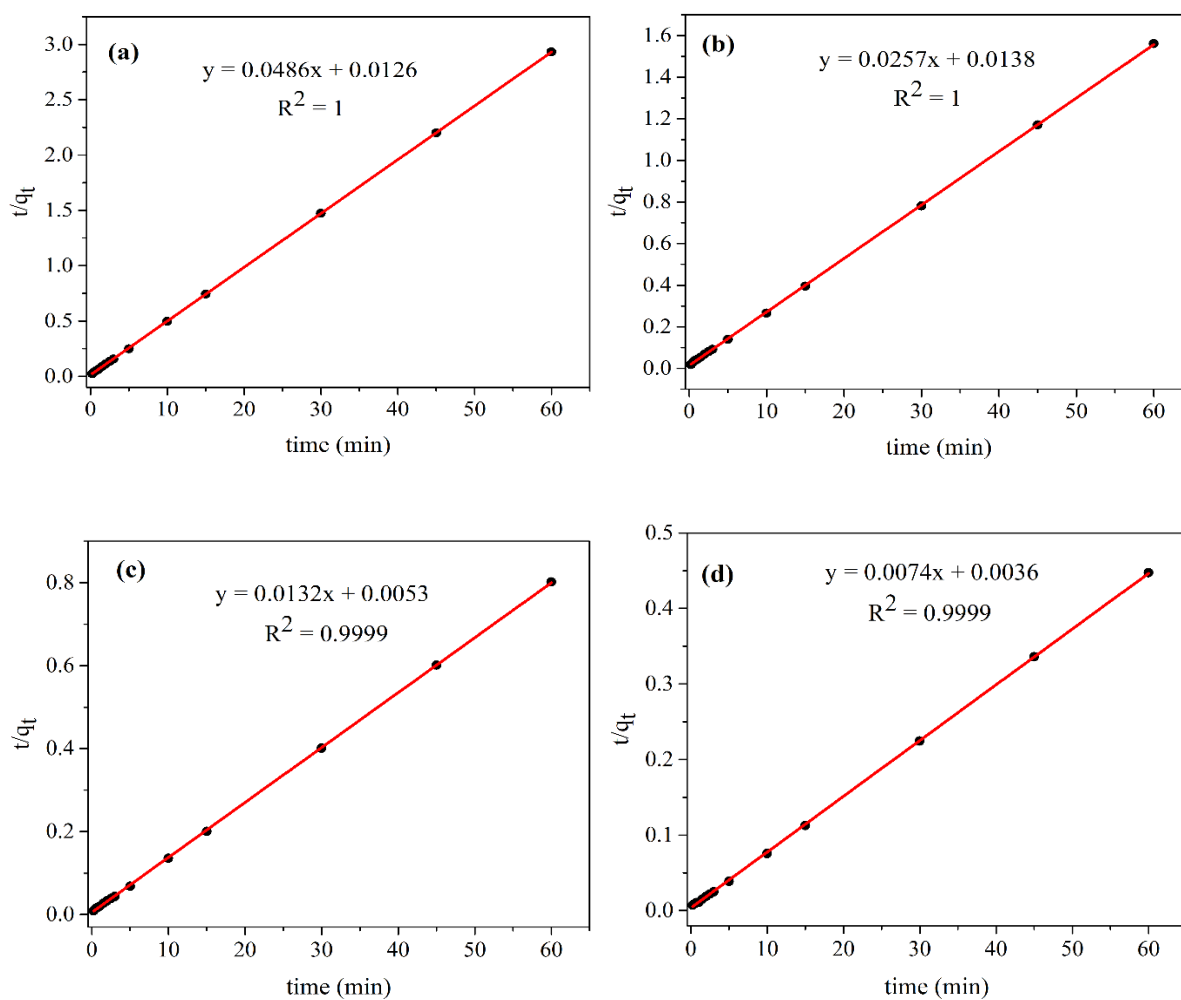 (a)
y = 0.0486x + 0.0126
R² = 1
3.0
2.5
2.0
1.5
1.0
0.5
0.0
t/qt
0 10 20 30 40 50 60
time (min)
(b)
y = 0.0257x + 0.0138
R² = 1
1.6
1.4
1.2
1.0
0.8
0.6
0.4
0.2
0.0
t/qt
0 10 20 30 40 50 60
time (min)
(c)
y = 0.0132x + 0.0053
R² = 0.9999
0.8
0.6
0.4
0.2
0.0
t/qt
0 10 20 30 40 50 60
time (min)
(d)
y = 0.0074x + 0.0036
R² = 0.9999
0.5
0.4
0.3
0.2
0.1
0.0
t/qt
0 10 20 30 40 50 60
time (min)